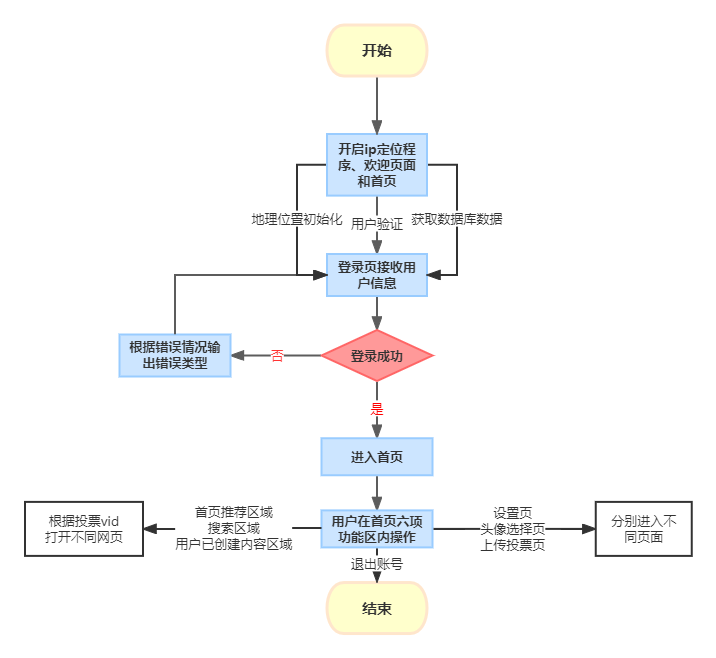 开始
开启ip定位程
序、欢迎页面
和首页
地理位置初始化
用户验证
获取数据库数据
登录页接收用
户信息
根据错误情况输
出错误类型
否
登录成功
是
进入首页
根据投票vid
打开不同网页
首页推荐区域
搜索区域
用户已创建内容区域
用户在首页六项
功能区内操作
设置页
头像选择页
上传投票页
分别进入不
同页面
退出账号
结束